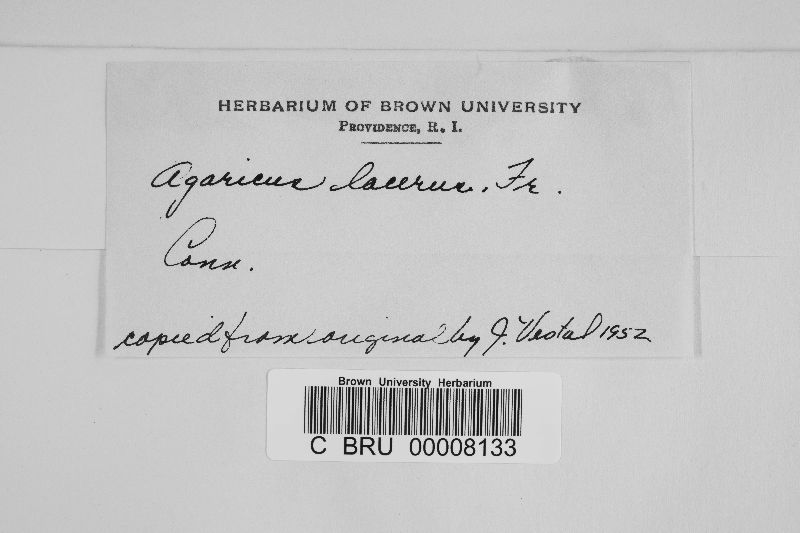 HERBARIUM OF BROWN UNIVERSITY
PROVIDENCE, R. I.
Agaricus lacerus, Fr.
Conn.
copied from original by J. Vestal 1952
Brown University Herbarium
C BRU 00008133